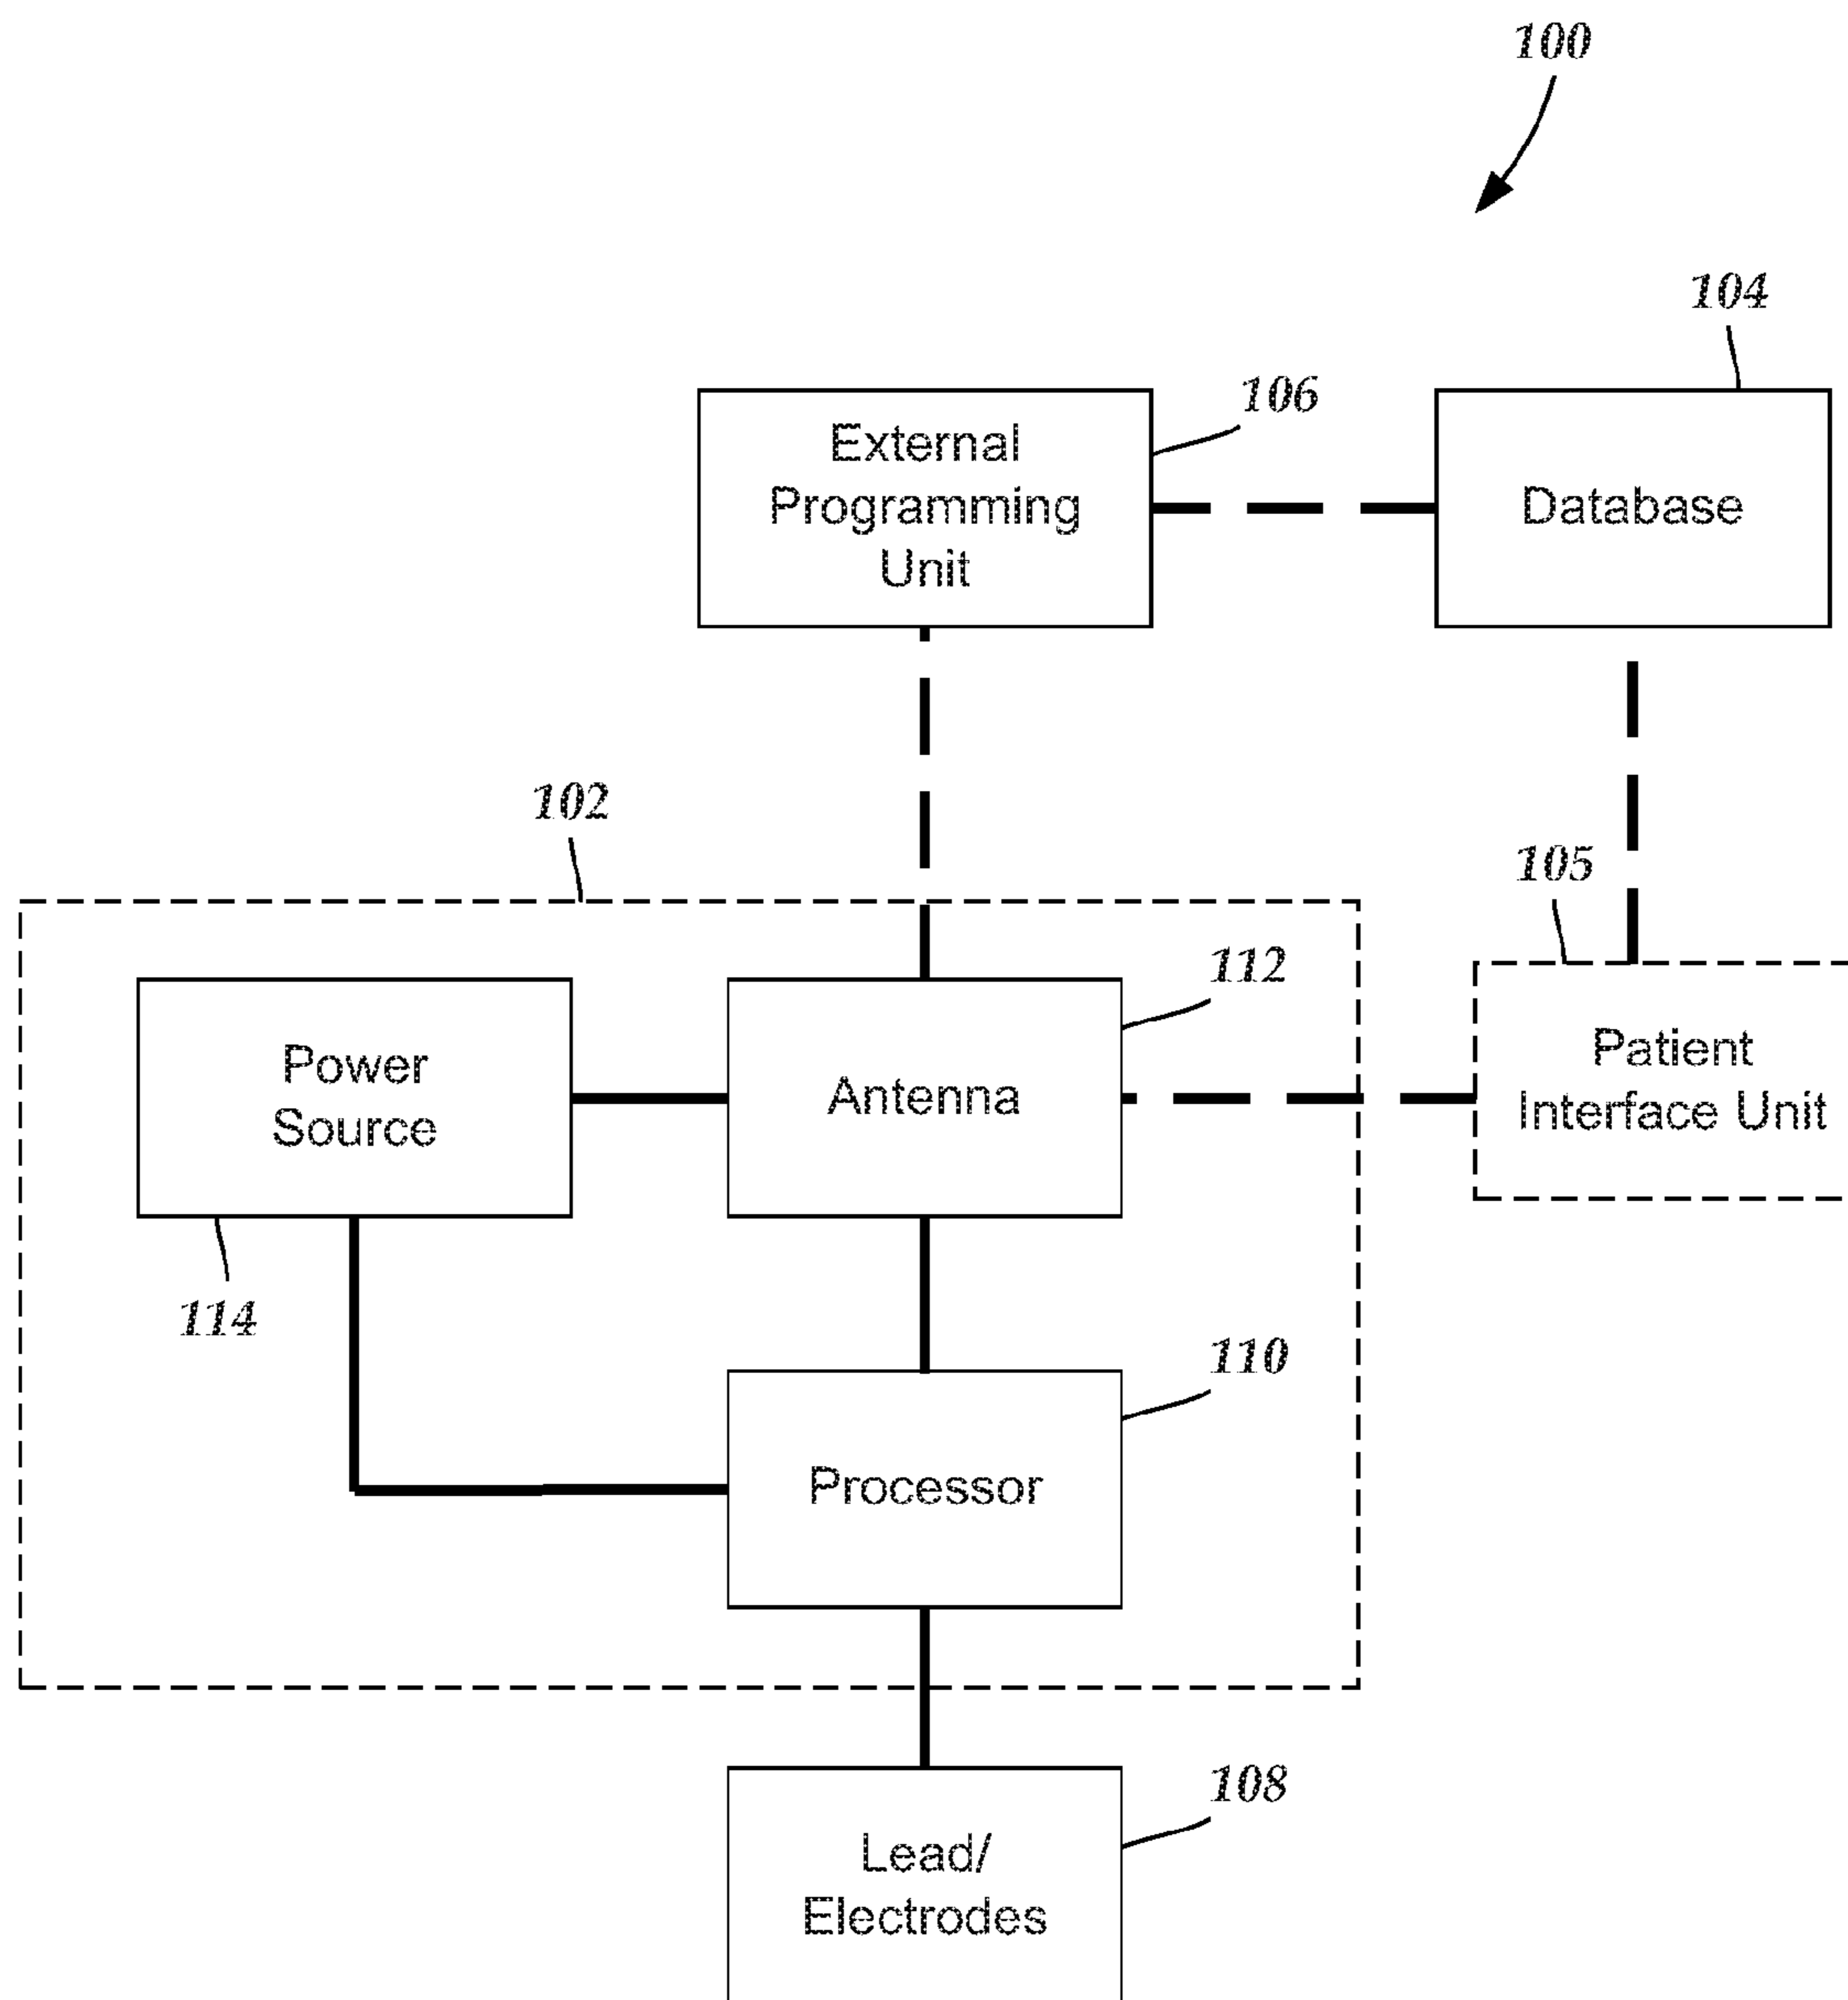 100
104
106
External
Programming
Unit
Database
102
105
112
Power
Source
Antenna
Patient
Interface Unit
114
110
Processor
108
Lead/
Electrodes